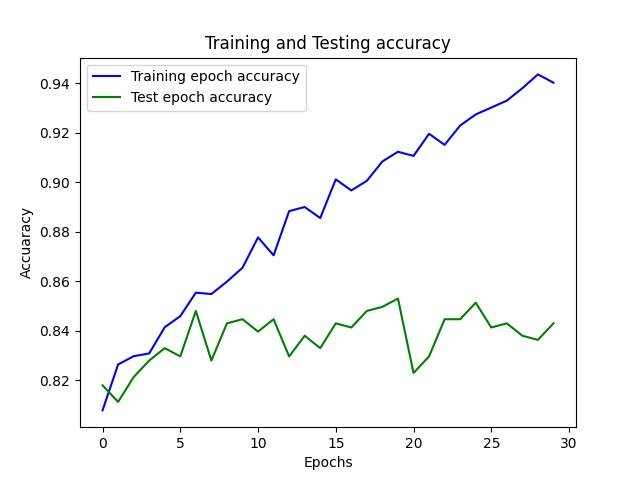 Training and Testing accuracy
Training epoch accuracy
Test epoch accuracy
0.94
0.92
0.90
0.88
0.86
0.84
0.82
Accuaracy
0 5 10 15 20 25 30
Epochs